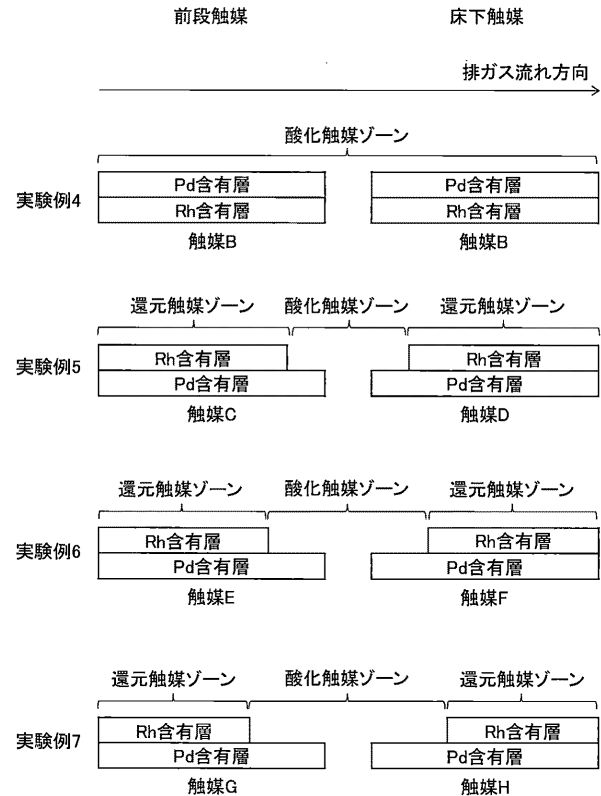 前段触媒 床下触媒
排ガス流れ方向
酸化触媒ゾーン
Pd含有層 Pd含有層
実験例4
Rh含有層 Rh含有層
触媒B 触媒B
還元触媒ゾーン 酸化触媒ゾーン 還元触媒ゾーン
Rh含有層 Rh含有層
実験例5
Pd含有層 Pd含有層
触媒C 触媒D
還元触媒ゾーン 酸化触媒ゾーン 還元触媒ゾーン
Rh含有層 Rh含有層
実験例6
Pd含有層 Pd含有層
触媒E 触媒F
還元触媒ゾーン 酸化触媒ゾーン 還元触媒ゾーン
Rh含有層 Rh含有層
実験例7
Pd含有層 Pd含有層
触媒G 触媒H